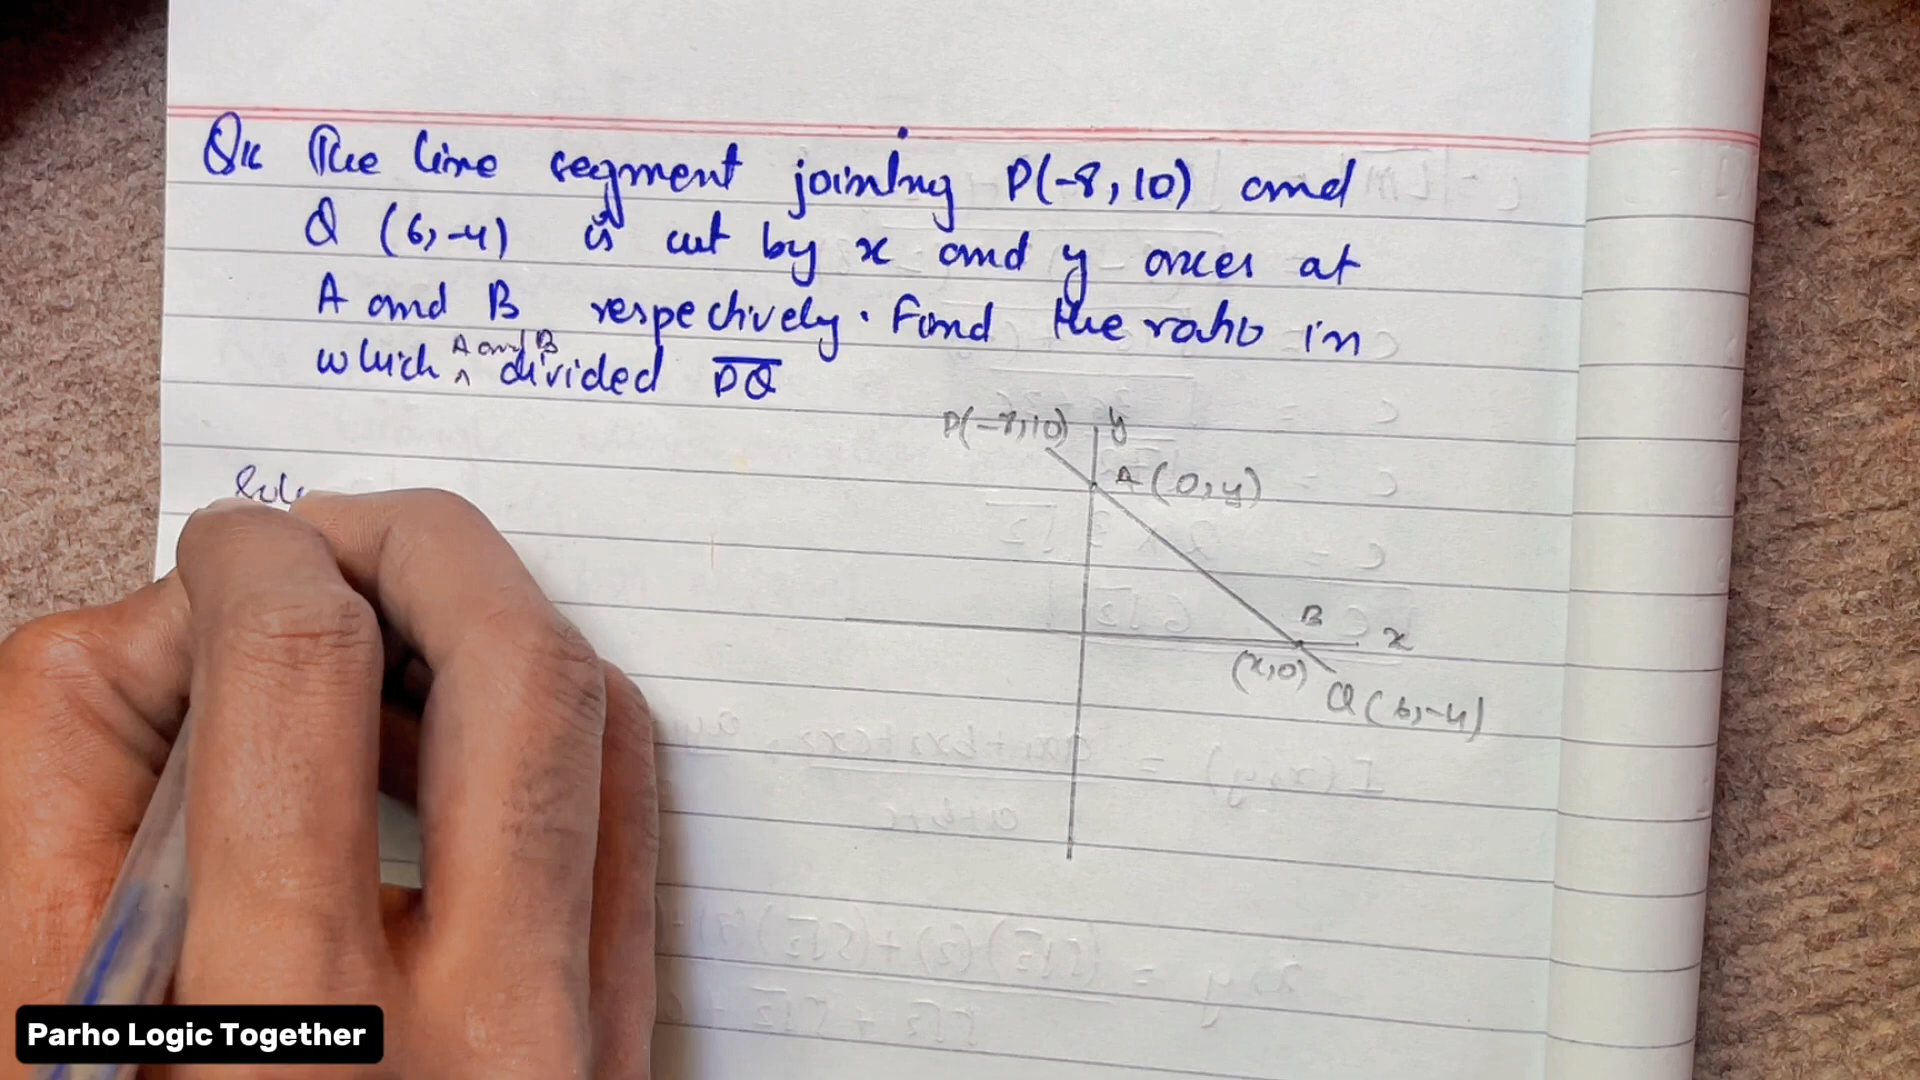 Q:- The line segment joining P(-8, 10) and
Q (6, -4) is cut by x and y axes at
A and B respectively. Find the ratio in
which A and B divided PQ
P(-8, 10) y
A (0, y)
B x
(x, 0) Q (6, -4)
Parho Logic Together